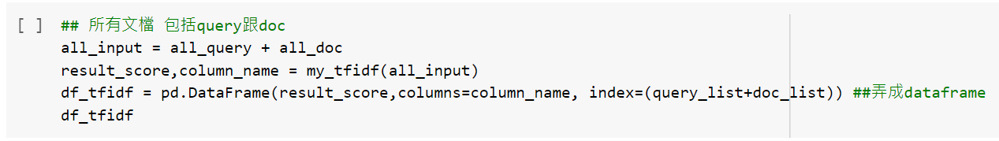 [ ] ## 所有文檔 包括query跟doc
all_input = all_query + all_doc
result_score,column_name = my_tfidf(all_input)
df_tfidf = pd.DataFrame(result_score,columns=column_name, index=(query_list+doc_list)) ##弄成dataframe
df_tfidf